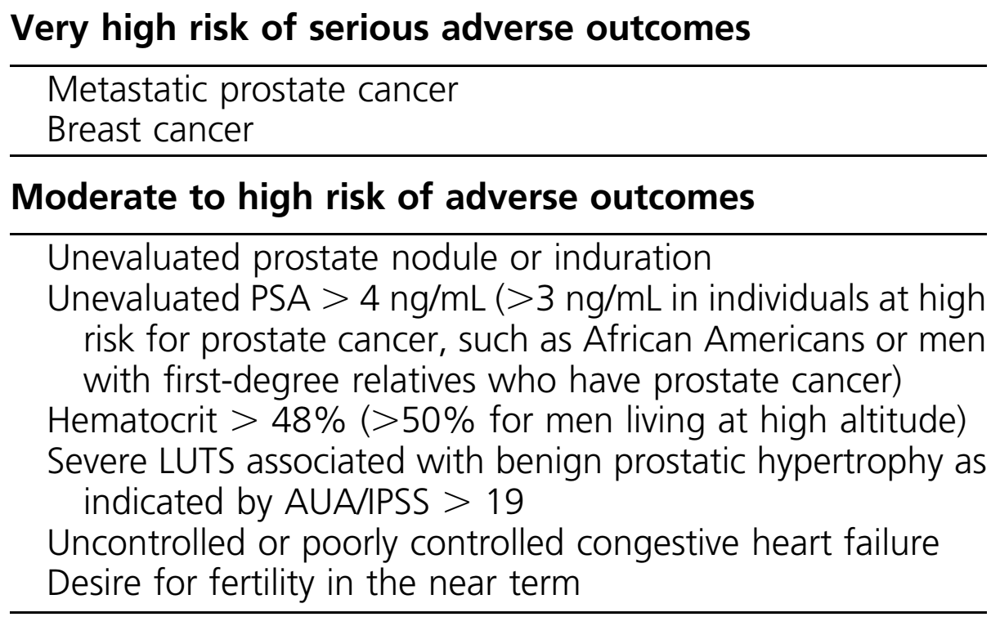 Very high risk of serious adverse outcomes
Metastatic prostate cancer
Breast cancer
Moderate to high risk of adverse outcomes
Unevaluated prostate nodule or induration
Unevaluated PSA > 4 ng/mL (>3 ng/mL in individuals at high
risk for prostate cancer, such as African Americans or men
with first-degree relatives who have prostate cancer)
Hematocrit > 48% (>50% for men living at high altitude)
Severe LUTS associated with benign prostatic hypertrophy as
indicated by AUA/IPSS > 19
Uncontrolled or poorly controlled congestive heart failure
Desire for fertility in the near term